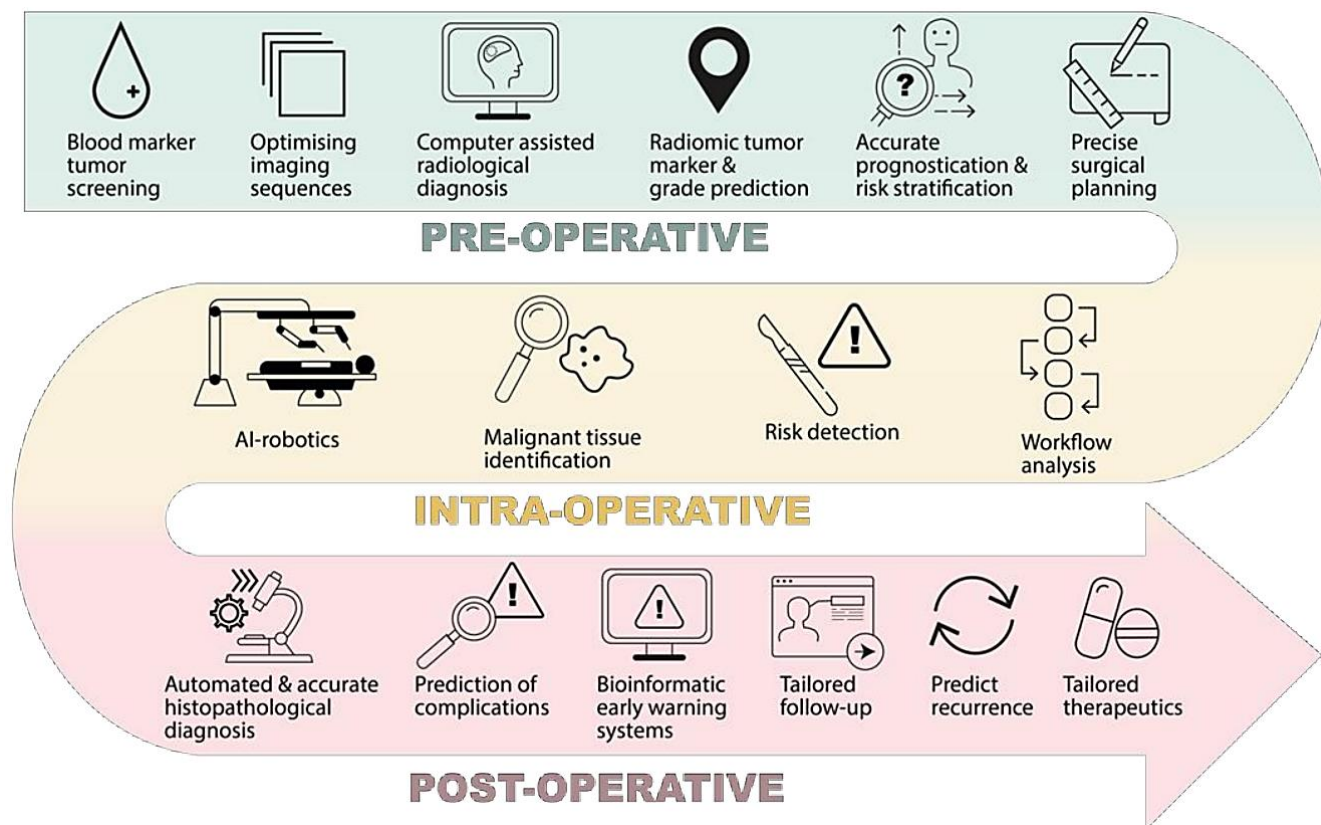 Blood marker
tumor
screening
Optimising
imaging
sequences
Computer assisted
radiological
diagnosis
Radiomic tumor
marker &
grade prediction
?
Accurate
prognostication &
risk stratification
Precise
surgical
planning
PRE-OPERATIVE
AI-robotics
Malignant tissue
identification
!
Risk detection
Workflow
analysis
INTRA-OPERATIVE
Automated & accurate
histopathological
diagnosis
!
Prediction of
complications
!
Bioinformatic
early warning
systems
Tailored
follow-up
Predict
recurrence
Tailored
therapeutics
POST-OPERATIVE